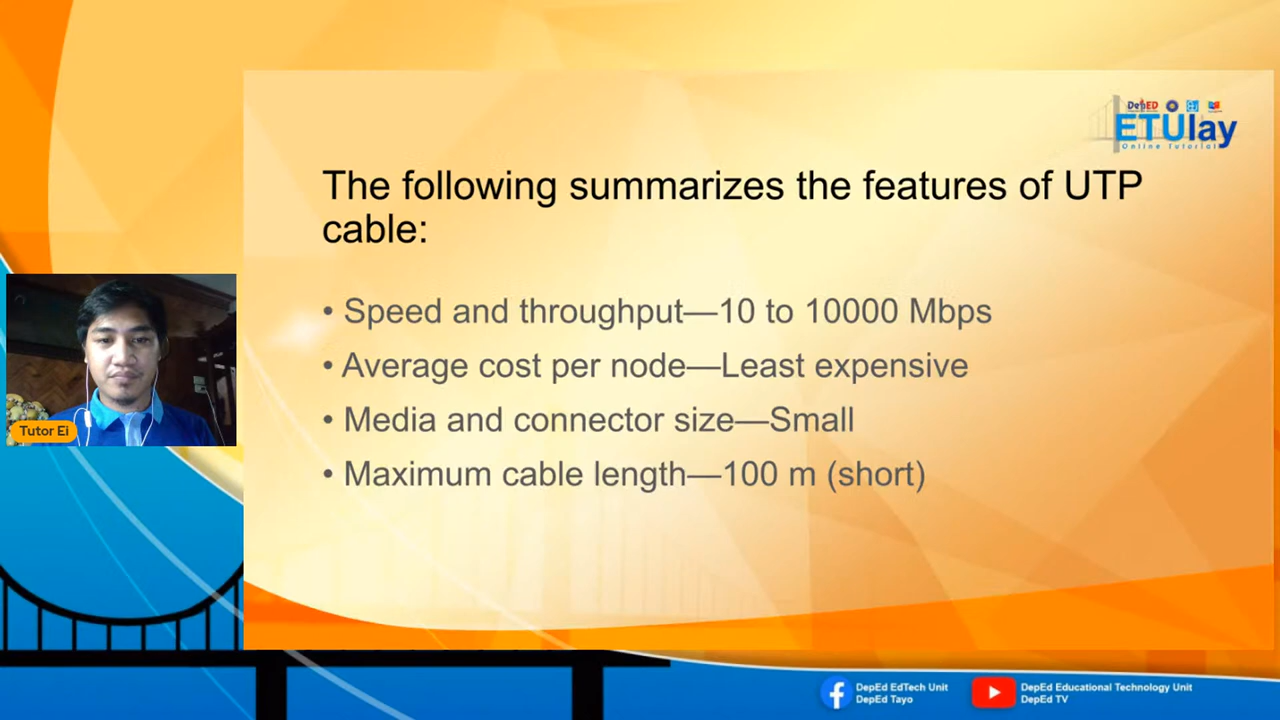 DepED
ETUlay
Online Tutorial
The following summarizes the features of UTP
cable:
• Speed and throughput—10 to 10000 Mbps
• Average cost per node—Least expensive
• Media and connector size—Small
• Maximum cable length—100 m (short)
Tutor Ei
DepEd EdTech Unit
DepEd Tayo
DepEd Educational Technology Unit
DepEd TV